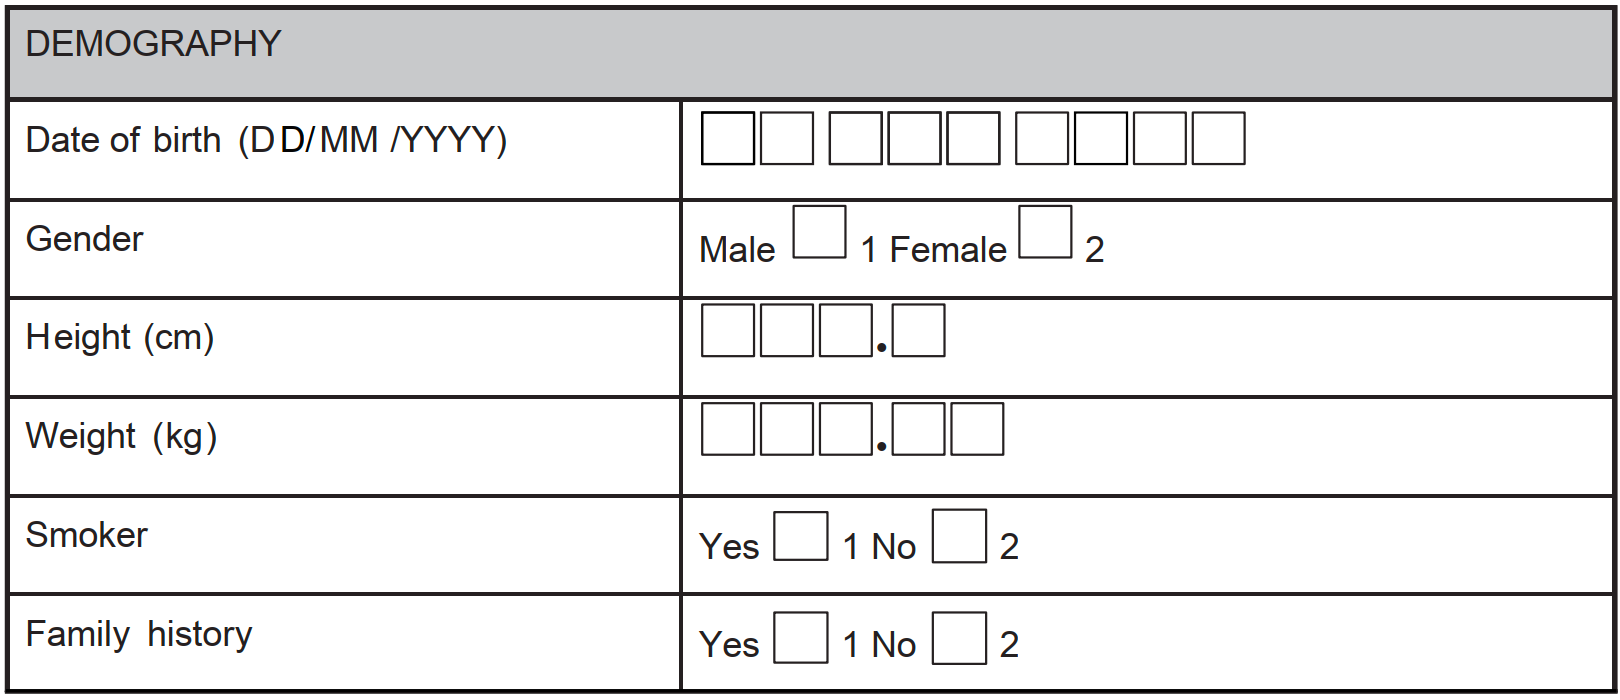 DEMOGRAPHY
Date of birth (DD/MM /YYYY)
Gender
Male 1 Female 2
Height (cm)
.
Weight (kg)
.
Smoker
Yes 1 No 2
Family history
Yes 1 No 2